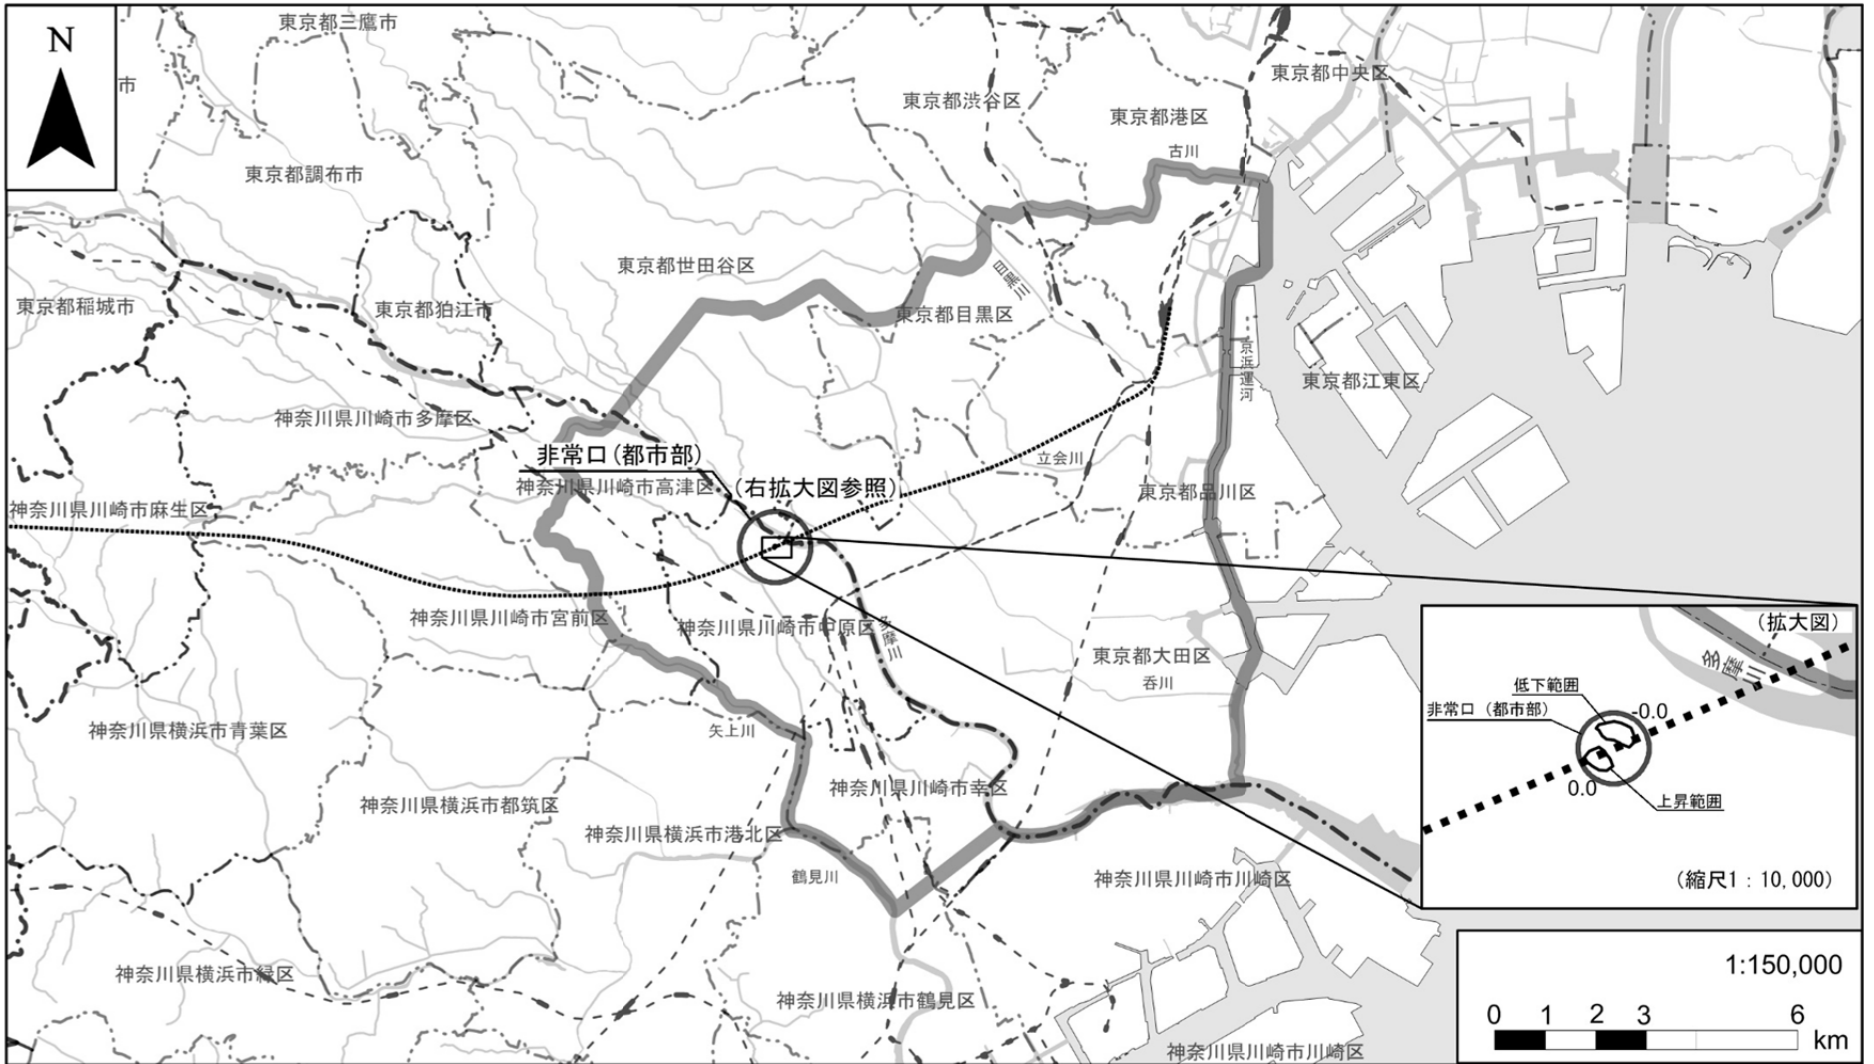 N
東京都三鷹市
市
東京都調布市
東京都渋谷区
東京都港区
古川
東京都中央区
東京都稲城市
東京都狛江市
東京都世田谷区
目黒川
東京都目黒区
京浜運河
東京都江東区
神奈川県川崎市多摩区
非常口(都市部)
神奈川県川崎市高津区
(右拡大図参照)
立会川
東京都品川区
神奈川県川崎市麻生区
神奈川県川崎市宮前区
神奈川県川崎市中原区
多摩川
東京都大田区
呑川
神奈川県横浜市青葉区
矢上川
神奈川県横浜市都筑区
神奈川県川崎市幸区
神奈川県横浜市港北区
鶴見川
神奈川県川崎市川崎区
神奈川県横浜市緑区
神奈川県横浜市鶴見区
神奈川県川崎市川崎区
(拡大図)
多摩川
低下範囲
非常口(都市部)
-0.0
0.0
上昇範囲
(縮尺1:10,000)
1:150,000
0 1 2 3 6
km